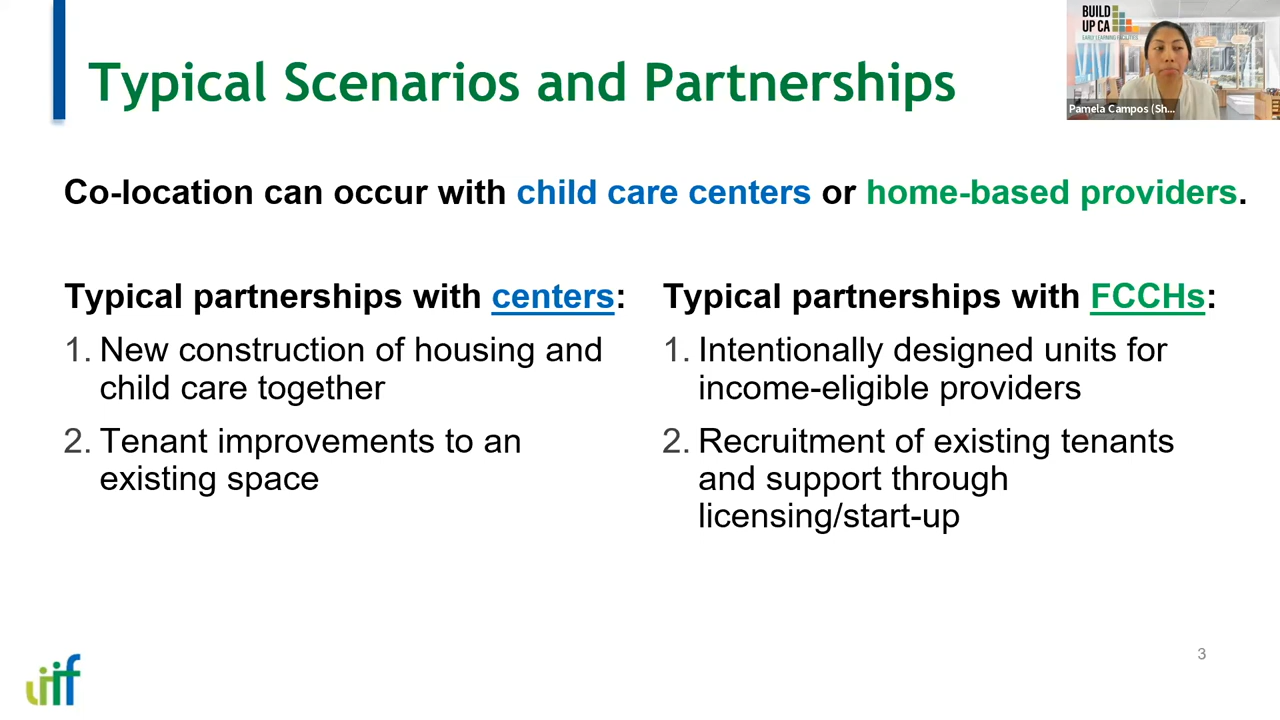 BUILD
UP CA
EARLY LEARNING FACILITIES
Pamela Campos (Sh...
Typical Scenarios and Partnerships
Co-location can occur with child care centers or home-based providers.
Typical partnerships with centers:
1. New construction of housing and
child care together
2. Tenant improvements to an
existing space
Typical partnerships with FCCHs:
1. Intentionally designed units for
income-eligible providers
2. Recruitment of existing tenants
and support through
licensing/start-up
3
iiif